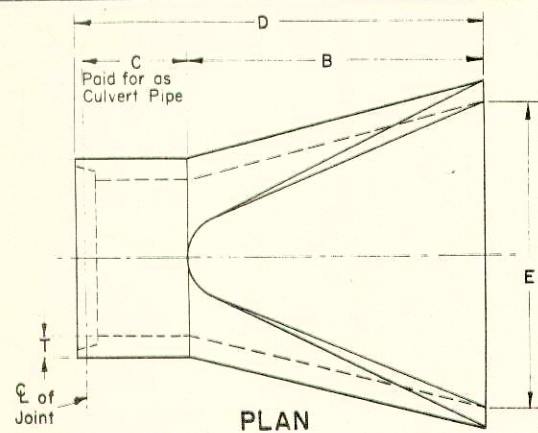 D
C
B
Paid for as
Culvert Pipe
E
T
℄ of
Joint
PLAN